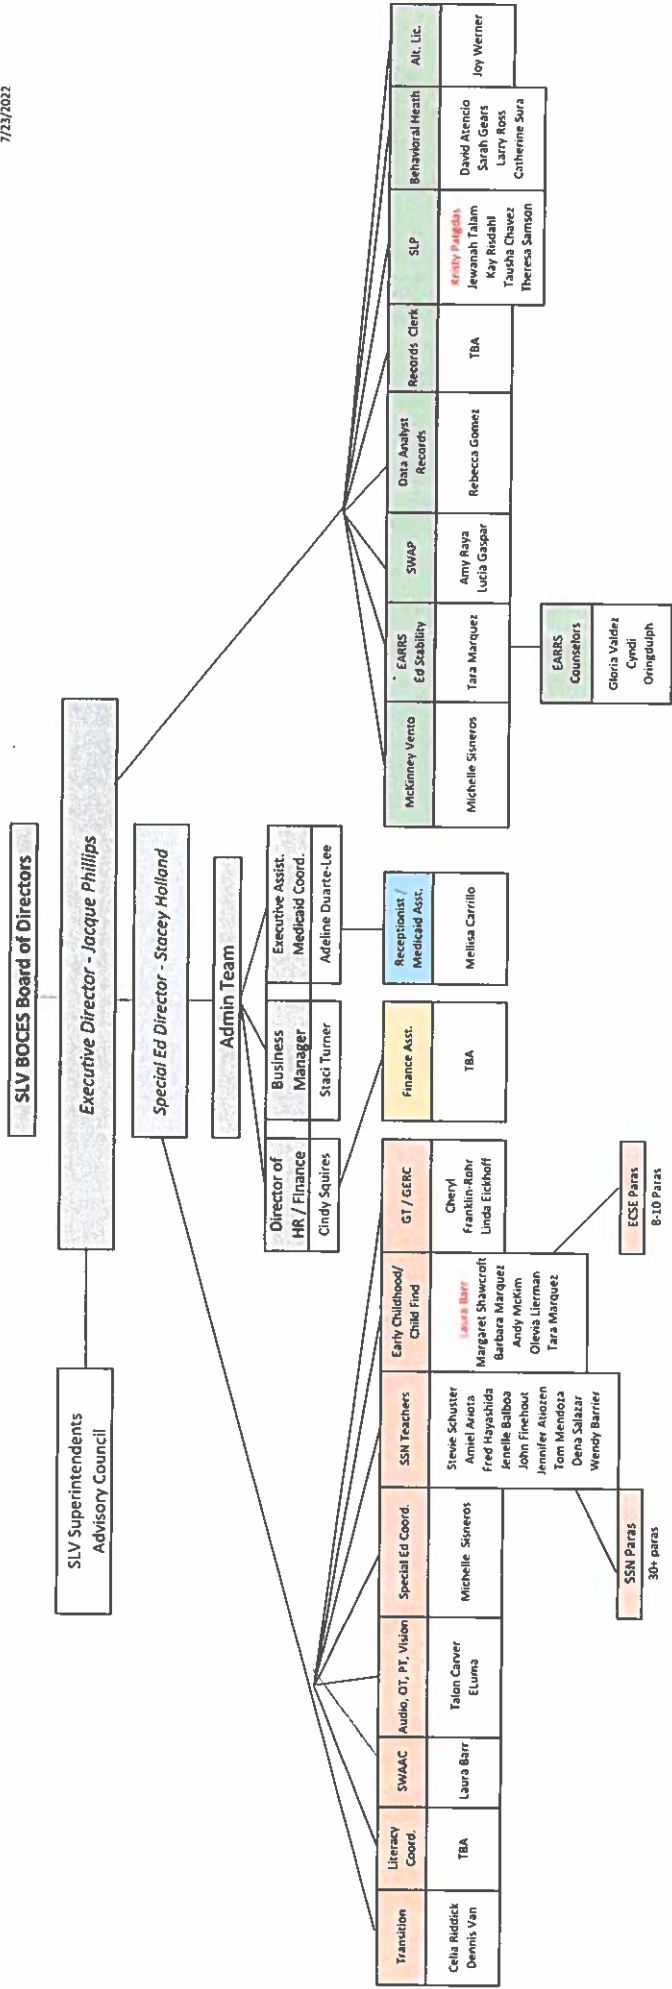 7/23/2022
SLV BOCES Board of Directors
Executive Director - Jacque Phillips
SLV Superintendents
Advisory Council
Special Ed Director - Stacey Holland
Admin Team
Director of
HR / Finance
Cindy Squires
Business
Manager
Staci Turner
Executive Assist.
Medicaid Coord.
Adeline Duarte-Lee
Transition
Celia Riddick
Dennis Van
Literacy
Coord.
TBA
SWAAC
Laura Barr
Audio, OT, PT, Vision
Talon Carver
ELuma
Special Ed Coord.
Michelle Sisneros
SSN Teachers
Stevie Schuster
Amiel Ariota
Fred Hayashida
Jenelle Balboa
John Finehout
Jennifer Atiozen
Tom Mendoza
Dena Salazar
Wendy Barrier
SSN Paras
30+ paras
Early Childhood/
Child Find
Laura Barr
Margaret Shawcroft
Barbara Marquez
Andy McKim
Olevia Lierman
Tara Marquez
ECSE Paras
8-10 Paras
GT / GERC
Cheryl
Franklin-Rohr
Linda Eickhoff
Finance Asst.
TBA
Receptionist /
Medicaid Asst.
Mellisa Carrillo
McKinney Vento
Michelle Sisneros
EARRS
Ed Stability
Tara Marquez
EARRS
Counselors
Gloria Valdez
Cyndi
Oringdulph
SWAP
Amy Raya
Lucia Gaspar
Data Analyst
Records
Rebecca Gomez
Records Clerk
TBA
SLP
Kristy Patgdas
Jewanah Talam
Kay Risdahl
Tausha Chavez
Theresa Samson
Behavioral Heath
David Atencio
Sarah Gears
Larry Ross
Catherine Sura
Alt. Lic.
Joy Werner